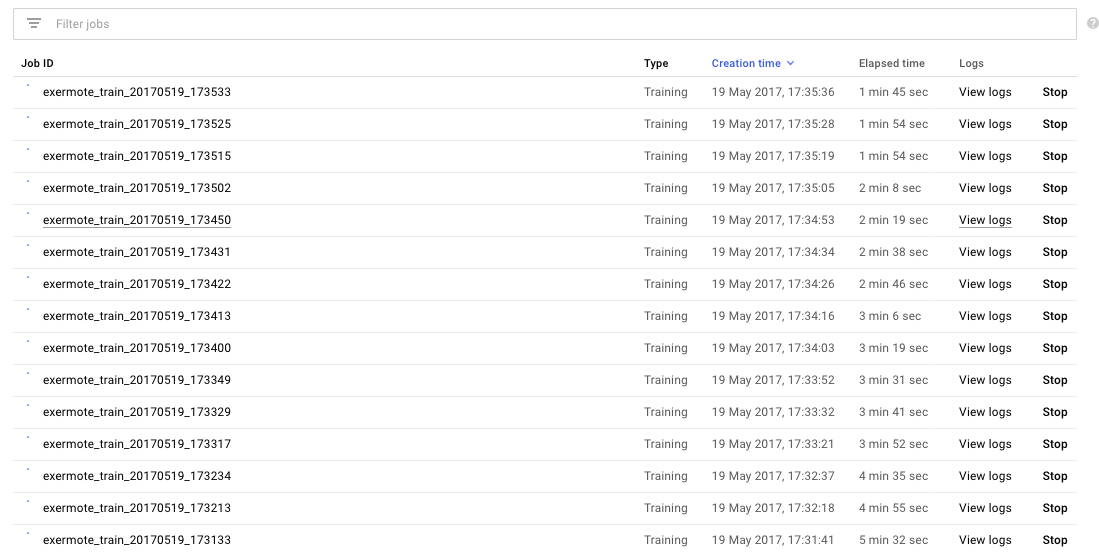 Filter jobs
Job ID Type Creation time Elapsed time Logs
exermote_train_20170519_173533 Training 19 May 2017, 17:35:36 1 min 45 sec View logs Stop
exermote_train_20170519_173525 Training 19 May 2017, 17:35:28 1 min 54 sec View logs Stop
exermote_train_20170519_173515 Training 19 May 2017, 17:35:19 1 min 54 sec View logs Stop
exermote_train_20170519_173502 Training 19 May 2017, 17:35:05 2 min 8 sec View logs Stop
exermote_train_20170519_173450 Training 19 May 2017, 17:34:53 2 min 19 sec View logs Stop
exermote_train_20170519_173431 Training 19 May 2017, 17:34:34 2 min 38 sec View logs Stop
exermote_train_20170519_173422 Training 19 May 2017, 17:34:26 2 min 46 sec View logs Stop
exermote_train_20170519_173413 Training 19 May 2017, 17:34:16 3 min 6 sec View logs Stop
exermote_train_20170519_173400 Training 19 May 2017, 17:34:03 3 min 19 sec View logs Stop
exermote_train_20170519_173349 Training 19 May 2017, 17:33:52 3 min 31 sec View logs Stop
exermote_train_20170519_173329 Training 19 May 2017, 17:33:32 3 min 41 sec View logs Stop
exermote_train_20170519_173317 Training 19 May 2017, 17:33:21 3 min 52 sec View logs Stop
exermote_train_20170519_173234 Training 19 May 2017, 17:32:37 4 min 35 sec View logs Stop
exermote_train_20170519_173213 Training 19 May 2017, 17:32:18 4 min 55 sec View logs Stop
exermote_train_20170519_173133 Training 19 May 2017, 17:31:41 5 min 32 sec View logs Stop